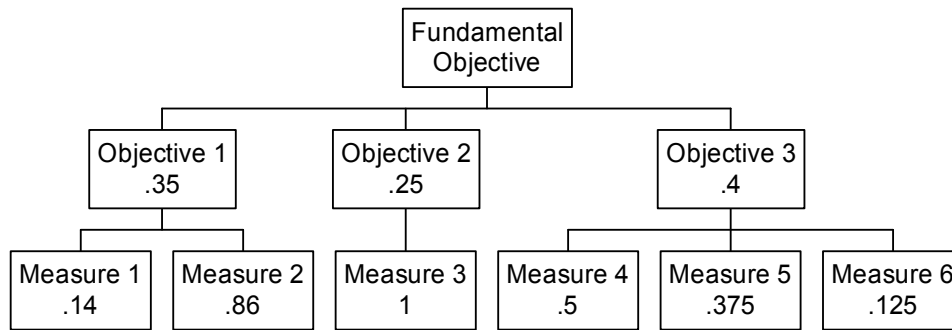 Fundamental
Objective
Objective 1
.35
Objective 2
.25
Objective 3
.4
Measure 1
.14
Measure 2
.86
Measure 3
1
Measure 4
.5
Measure 5
.375
Measure 6
.125